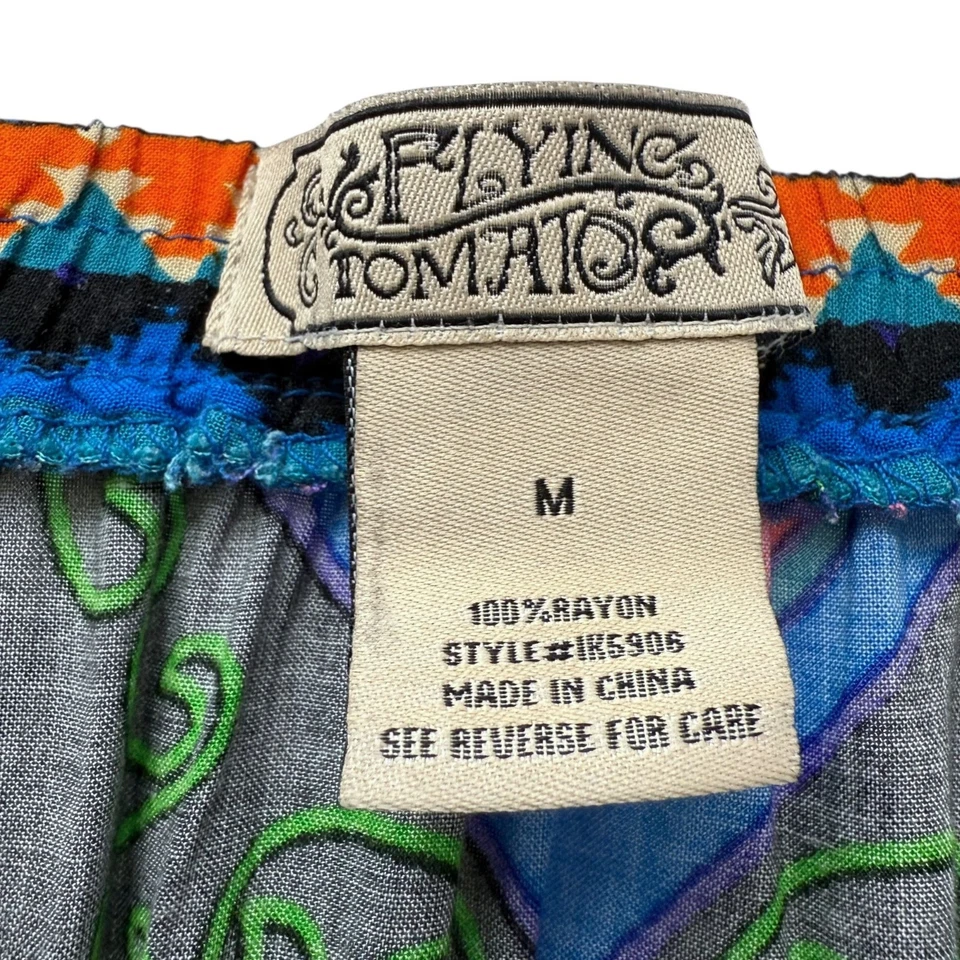 FLYING
TOMATO
M
100%RAYON
STYLE#IK5906
MADE IN CHINA
SEE REVERSE FOR CARE